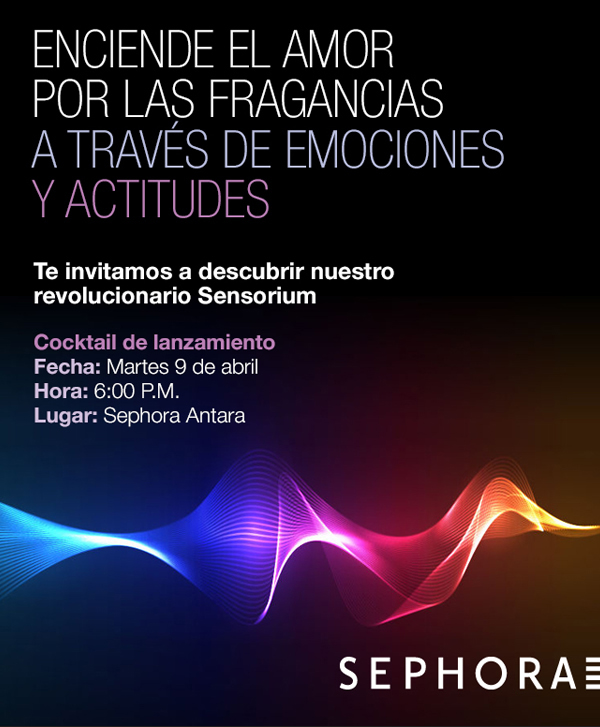 ENCIENDE EL AMOR
POR LAS FRAGANCIAS
A TRAVÉS DE EMOCIONES
Y ACTITUDES
Te invitamos a descubrir nuestro
revolucionario Sensorium
Cocktail de lanzamiento
Fecha: Martes 9 de abril
Hora: 6:00 P.M.
Lugar: Sephora Antara
SEPHORA